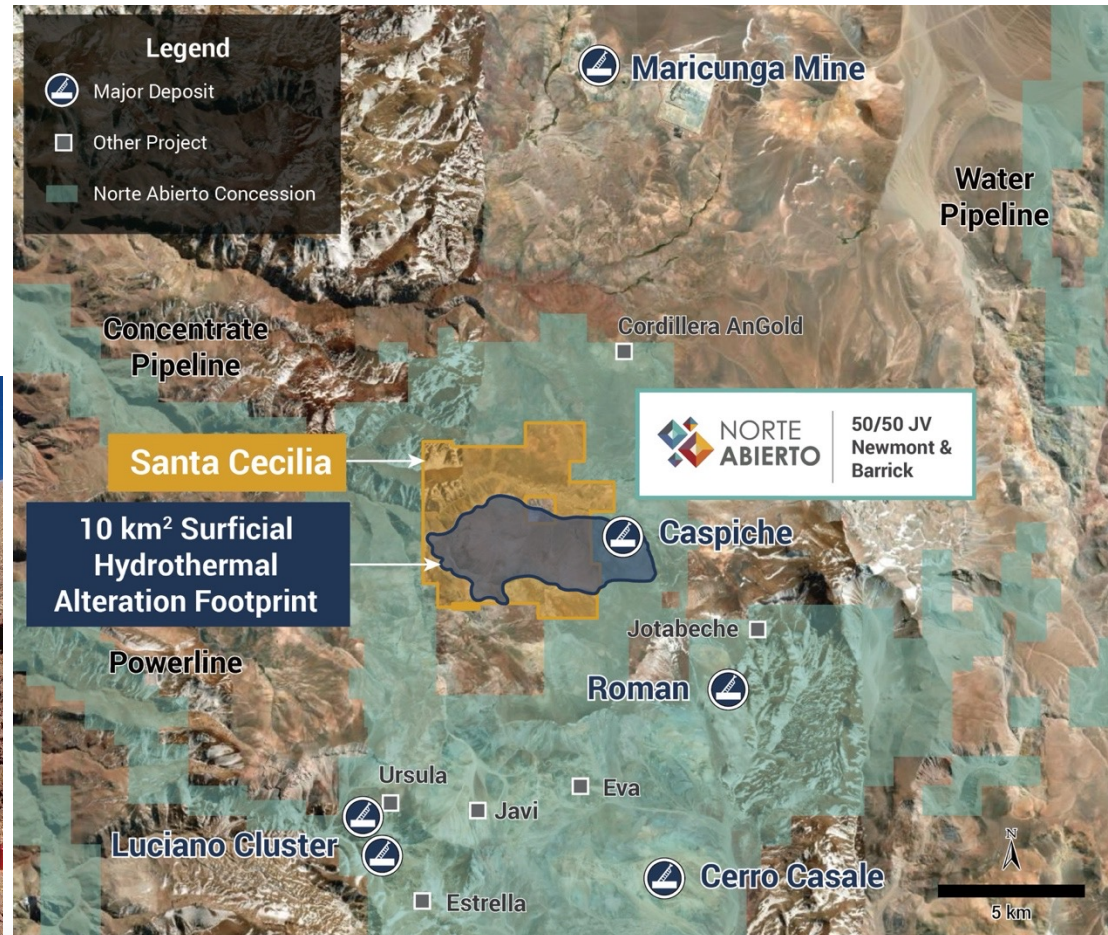 Legend
Major Deposit
Other Project
Norte Abierto Concession
Maricunga Mine
Water
Pipeline
Concentrate
Pipeline
Cordillera AnGold
NORTE
ABIERTO
50/50 JV
Newmont &
Barrick
Santa Cecilia
10 km² Surficial
Hydrothermal
Alteration Footprint
Caspiche
Jotabeche
Powerline
Roman
Ursula
Eva
Javi
Luciano Cluster
Cerro Casale
Estrella
N
5 km